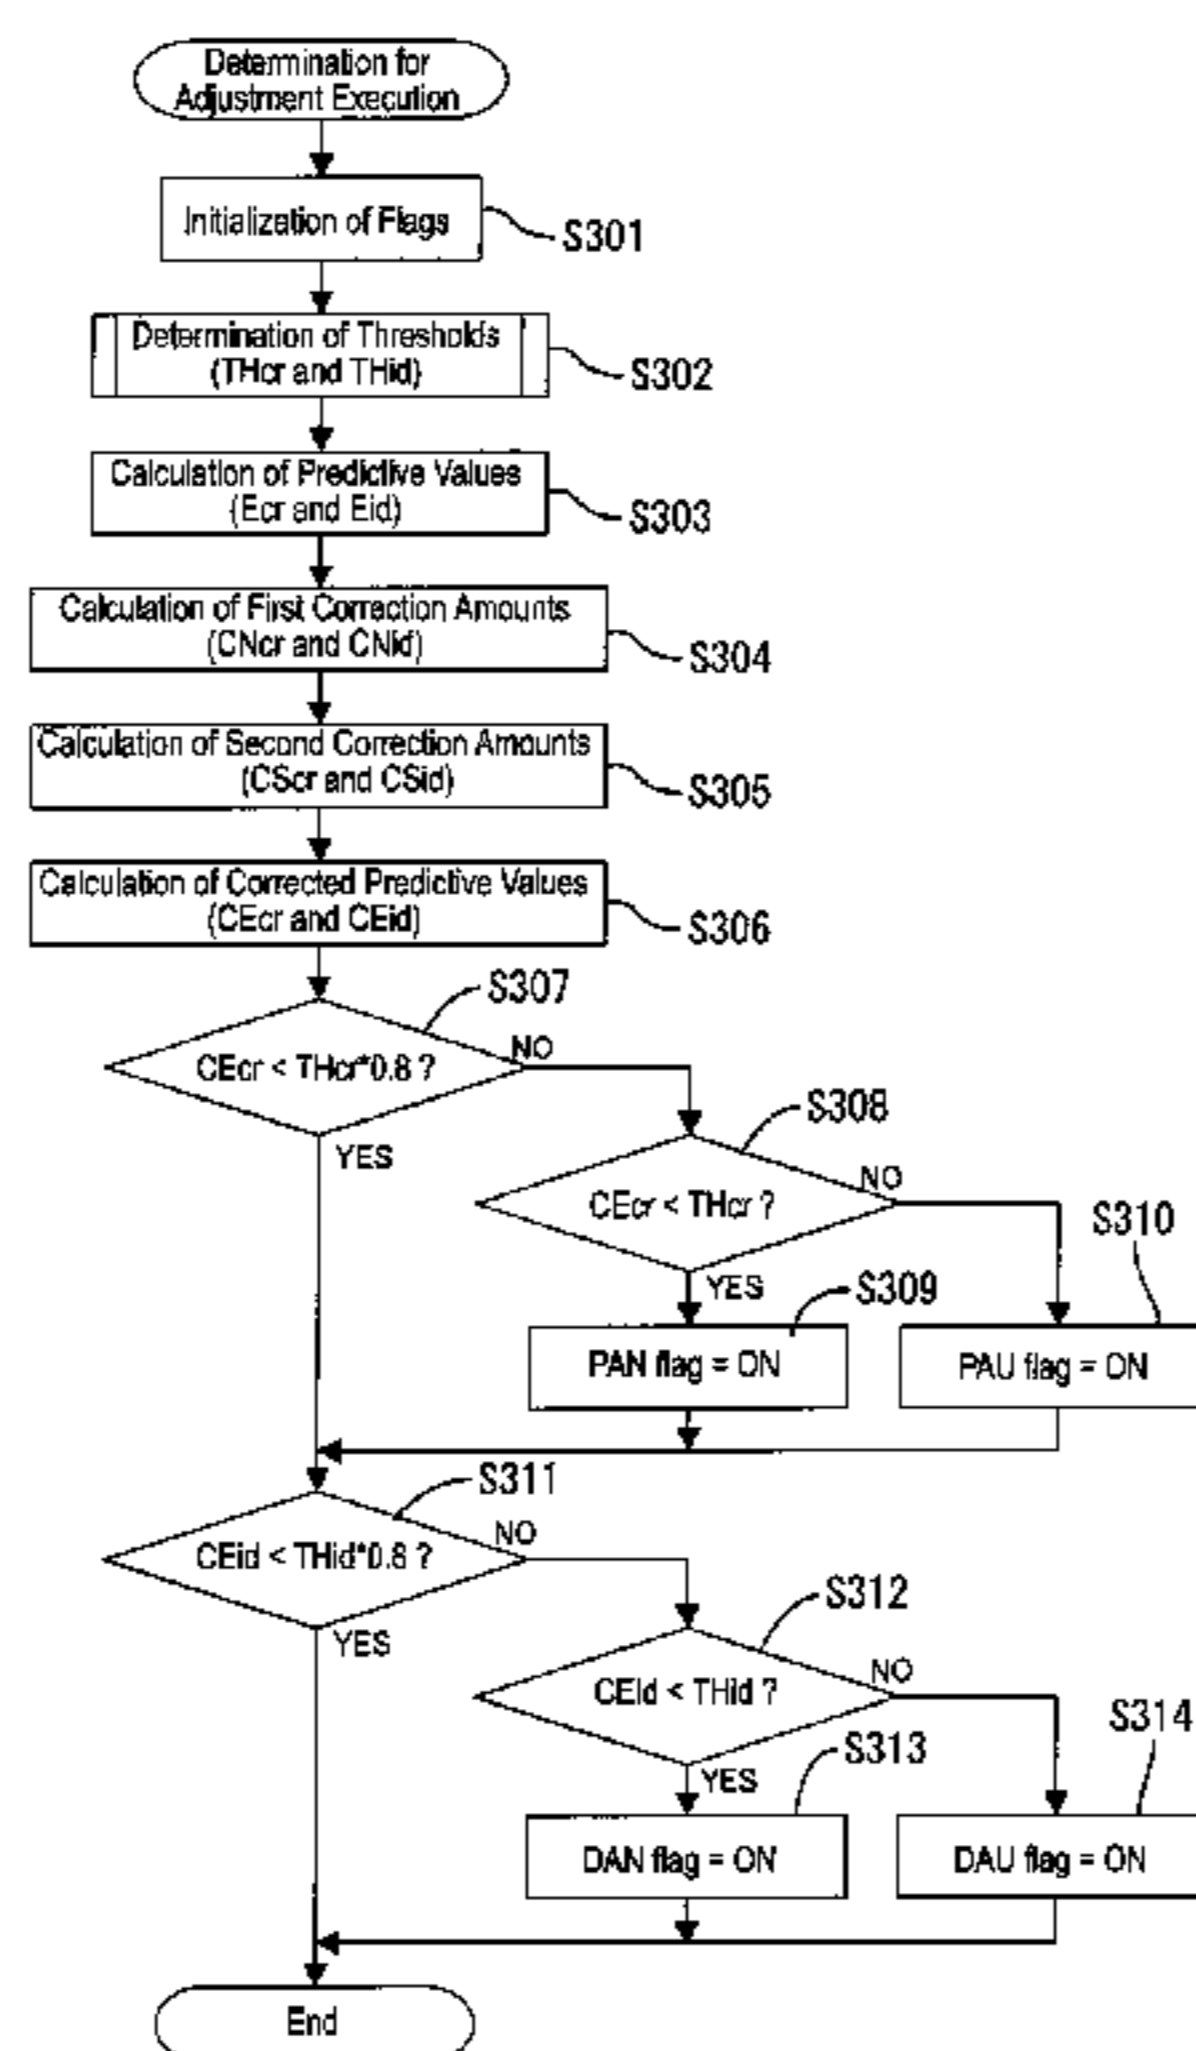 Determination for
Adjustment Execution
Initialization of Flags
S301
Determination of Thresholds
(THcr and THid)
S302
Calculation of Predictive Values
(Ecr and Eid)
S303
Calculation of First Correction Amounts
(CNcr and CNid)
S304
Calculation of Second Correction Amounts
(CScr and CSid)
S305
Calculation of Corrected Predictive Values
(CEcr and CEid)
S306
S307
CEcr < THcr*0.8 ?
NO
YES
S308
CEcr < THcr ?
NO
YES
S309
S310
PAN flag = ON
PAU flag = ON
S311
CEid < THid*0.8 ?
NO
YES
S312
CEid < THid ?
NO
YES
S313
S314
DAN flag = ON
DAU flag = ON
End